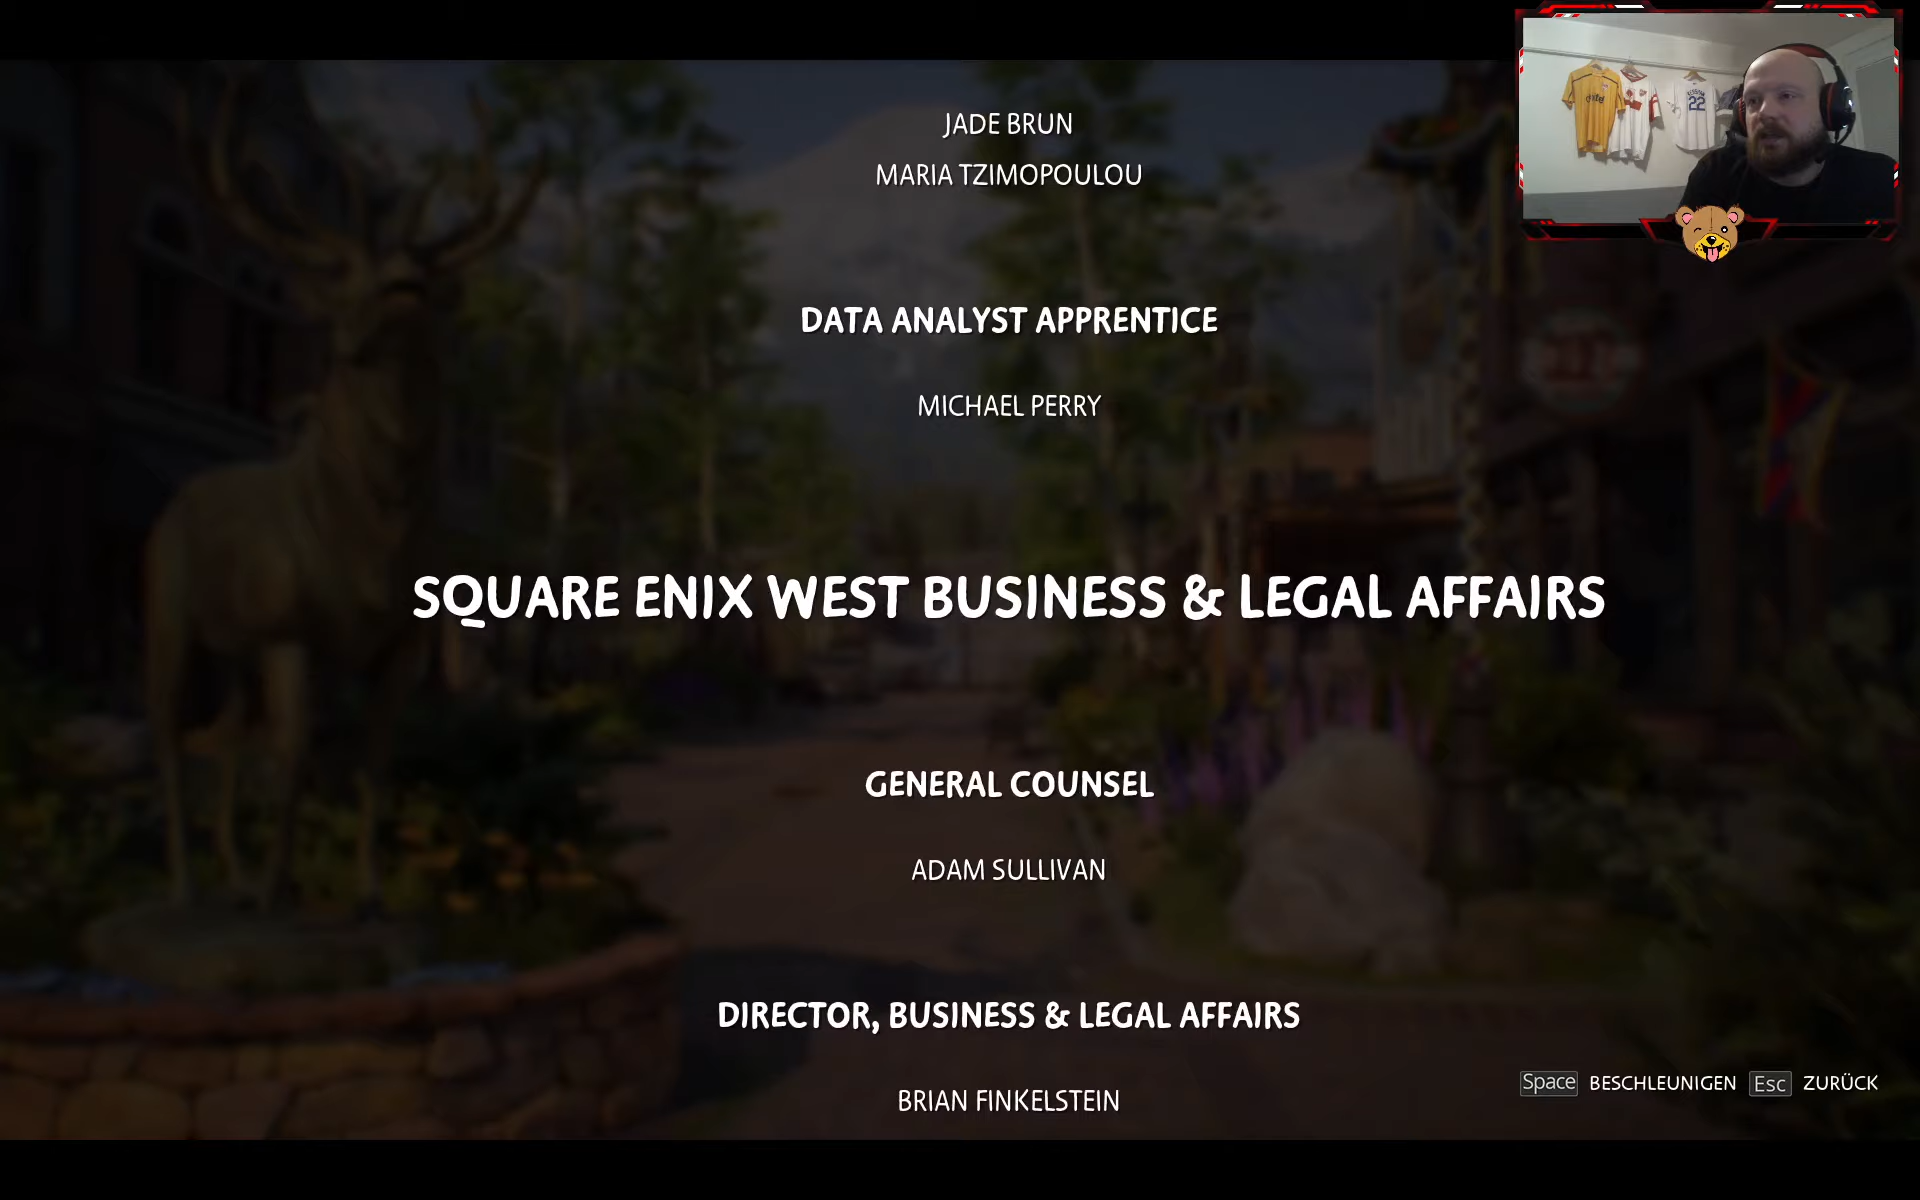 JADE BRUN
MARIA TZIMOPOULOU
DATA ANALYST APPRENTICE
MICHAEL PERRY
SQUARE ENIX WEST BUSINESS & LEGAL AFFAIRS
GENERAL COUNSEL
ADAM SULLIVAN
DIRECTOR, BUSINESS & LEGAL AFFAIRS
BRIAN FINKELSTEIN
Space BESCHLEUNIGEN Esc ZURÜCK
22